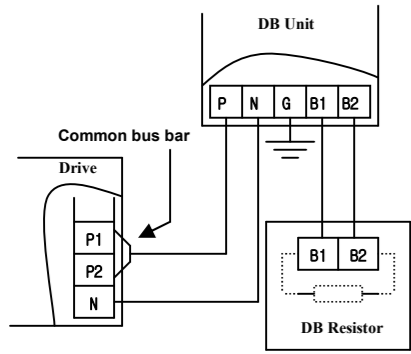 DB Unit
P N G B1 B2
Common bus bar
Drive
P1
P2
N
B1 B2
DB Resistor